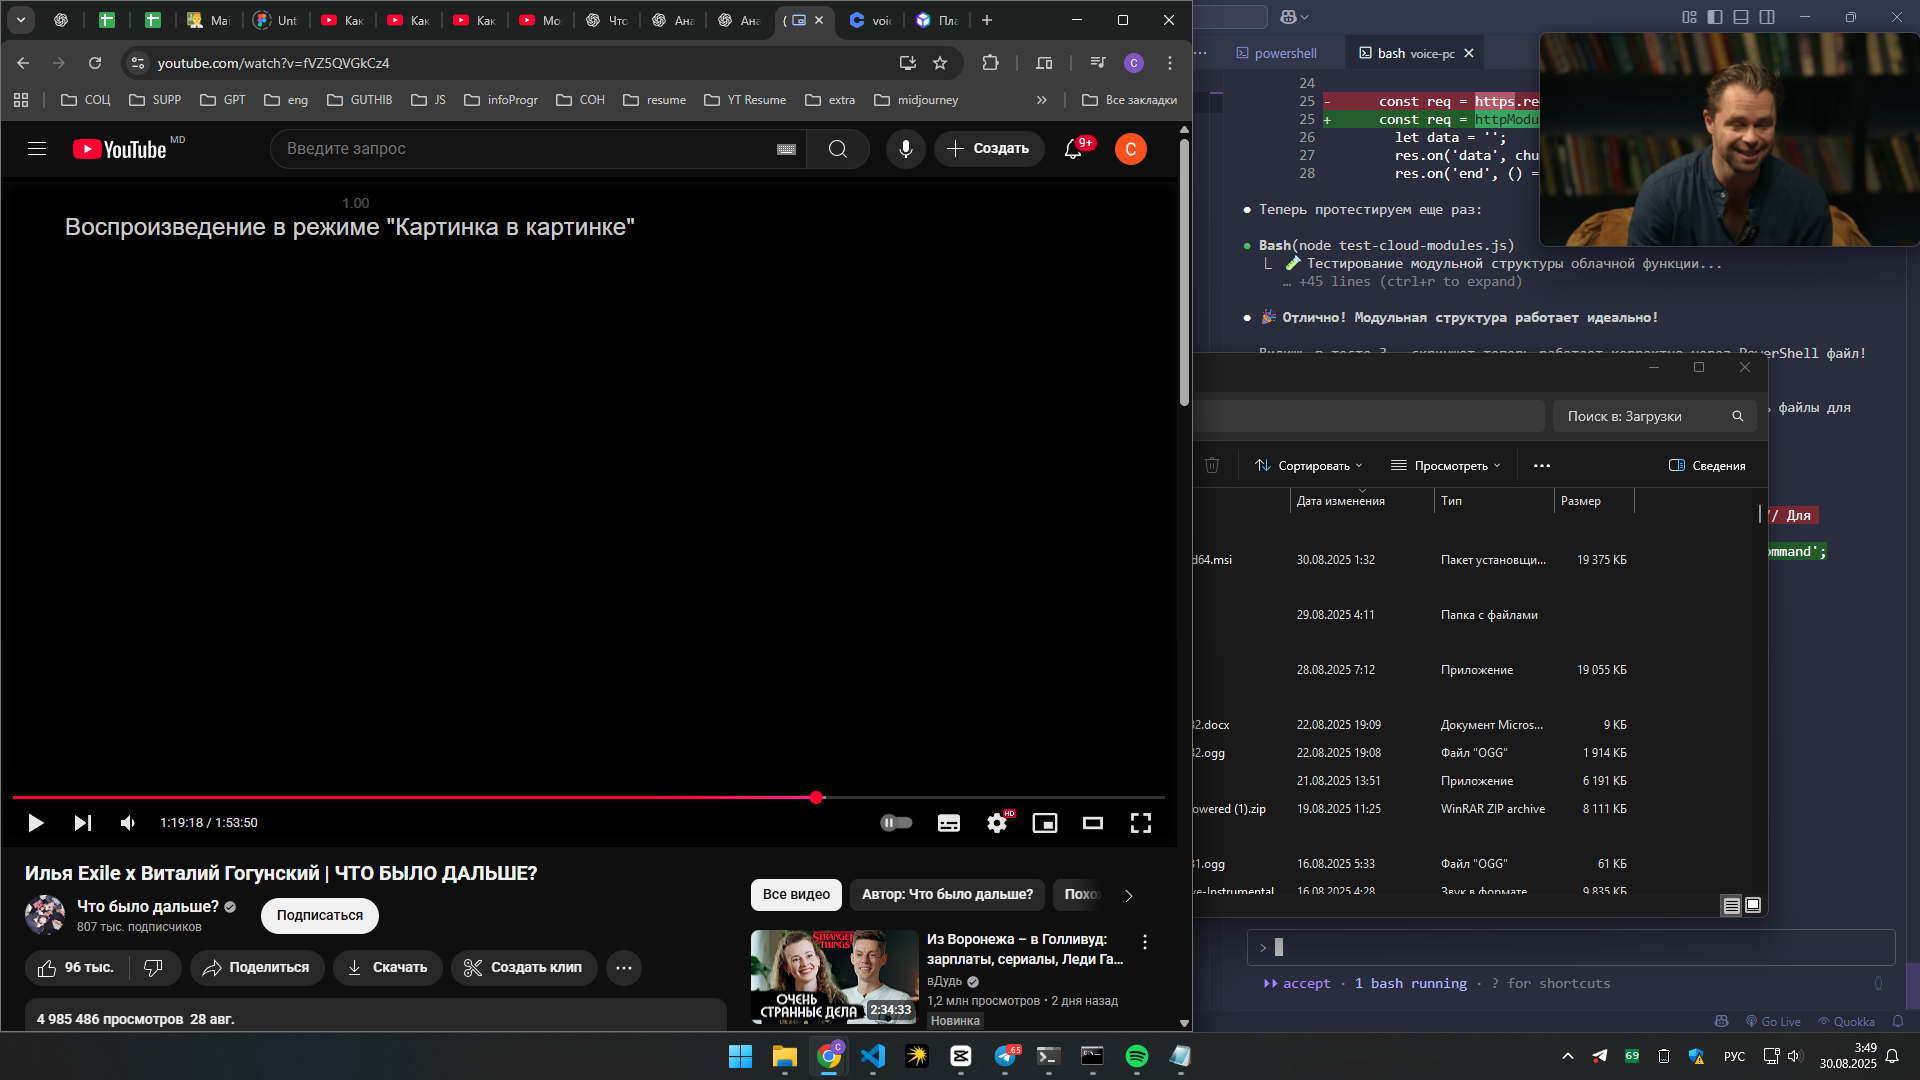 Mai
Unt
Как
Как
Как
Мо
Что
Ана
Ана
(
voi
Пла
youtube.com/watch?v=fVZ5QVGkCz4
C
СОЦ
SUPP
GPT
eng
GUTHIB
JS
infoProgr
СОН
resume
YT Resume
extra
midjourney
Все закладки
YouTube MD
Введите запрос
Создать
9+
C
1.00
Воспроизведение в режиме "Картинка в картинке"
1:19:18 / 1:53:50
HD
Илья Exile x Виталий Гогунский | ЧТО БЫЛО ДАЛЬШЕ?
Что было дальше?
807 тыс. подписчиков
Подписаться
96 тыс.
Поделиться
Скачать
Создать клип
4 985 486 просмотров 28 авг.
Все видео
Автор: Что было дальше?
Похо
STRANGER THINGS
ОЧЕНЬ
СТРАННЫЕ ДЕЛА
2:34:33
Из Воронежа – в Голливуд:
зарплаты, сериалы, Леди Га...
вДудь
1,2 млн просмотров • 2 дня назад
Новинка
powershell
bash voice-pc
24
25 - const req = https.re
25 + const req = httpModu
26 let data = '';
27 res.on('data', chu
28 res.on('end', () =
● Теперь протестируем еще раз:
● Bash(node test-cloud-modules.js)
Тестирование модульной структуры облачной функции...
… +45 lines (ctrl+r to expand)
● Отлично! Модульная структура работает идеально!
erShell файл!
файлы для
// Для
ommand';
Поиск в: Загрузки
Сортировать
Просмотреть
Сведения
Дата изменения
Тип
Размер
d64.msi 30.08.2025 1:32 Пакет установщи... 19 375 КБ
29.08.2025 4:11 Папка с файлами
28.08.2025 7:12 Приложение 19 055 КБ
2.docx 22.08.2025 19:09 Документ Micros... 9 КБ
2.ogg 22.08.2025 19:08 Файл "OGG" 1 914 КБ
21.08.2025 13:51 Приложение 6 191 КБ
owered (1).zip 19.08.2025 11:25 WinRAR ZIP archive 8 111 КБ
1.ogg 16.08.2025 5:33 Файл "OGG" 61 КБ
ve-Instrumental 16.08.2025 4:28 Звук в формате 9 835 КБ
>
accept · 1 bash running · ? for shortcuts
Go Live
Quokka
C
65
69
РУС
3:49
30.08.2025